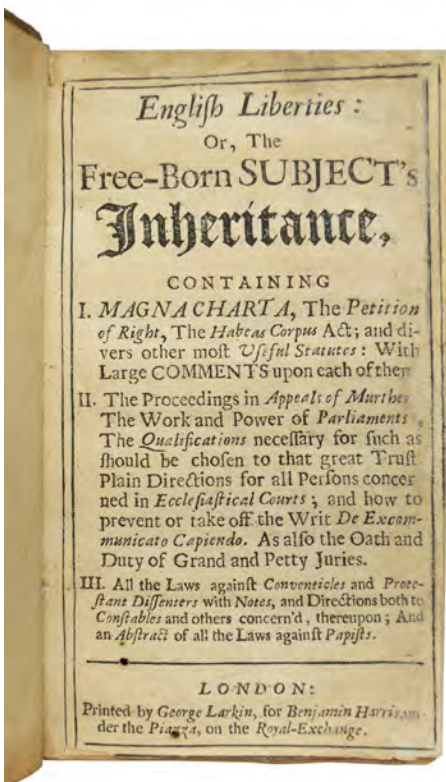 Engliſh Liberties :
Or, The
Free-Born SUBJECT's
Inheritance,
CONTAINING
I. MAGNA CHARTA, The Petition
of Right, The Habeas Corpus Act; and di-
vers other moſt Uſeful Statutes: With
Large COMMENTS upon each of them
II. The Proceedings in Appeals of Murther
The Work and Power of Parliaments,
The Qualifications neceſſary for ſuch as
ſhould be choſen to that great Truſt
Plain Directions for all Perſons concer
ned in Eccleſiaſtical Courts; and how to
prevent or take off the Writ De Excom-
municato Capiendo. As alſo the Oath and
Duty of Grand and Petty Juries.
III. All the Laws againſt Conventicles and Prote-
ſtant Diſſenters with Notes, and Directions both to
Conſtables and others concern'd, thereupon; And
an Abſtract of all the Laws againſt Papiſts.
LONDON:
Printed by George Larkin, for Benjamin Harris, un-
der the Piazza, on the Royal-Exchange.